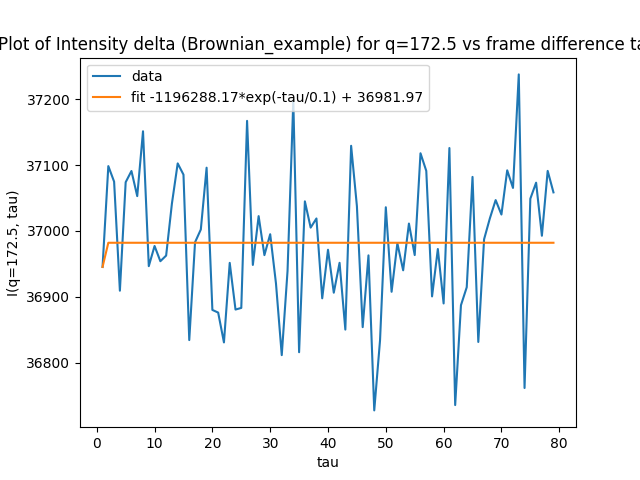 Plot of Intensity delta (Brownian_example) for q=172.5 vs frame difference ta
data
fit -1196288.17*exp(-tau/0.1) + 36981.97
I(q=172.5, tau)
37200
37100
37000
36900
36800
0 10 20 30 40 50 60 70 80
tau